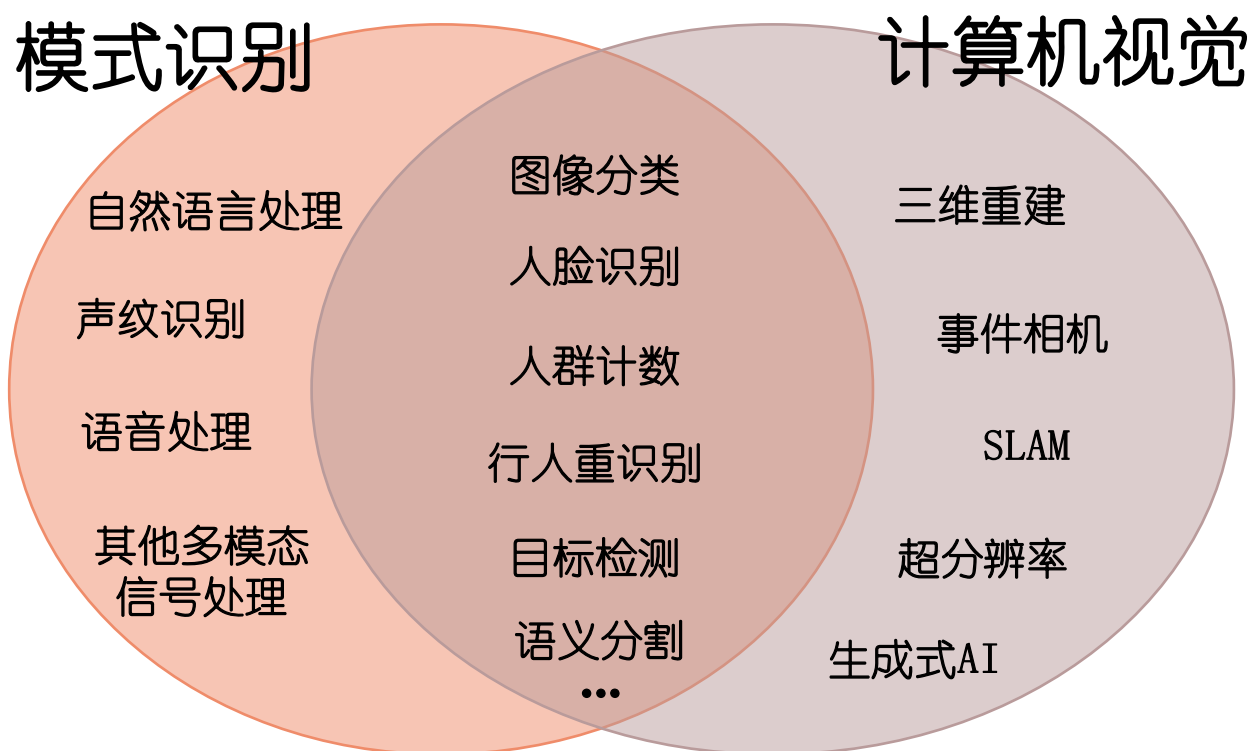 模式识别
计算机视觉
自然语言处理
声纹识别
语音处理
其他多模态
信号处理
图像分类
人脸识别
人群计数
行人重识别
目标检测
语义分割
...
三维重建
事件相机
SLAM
超分辨率
生成式AI